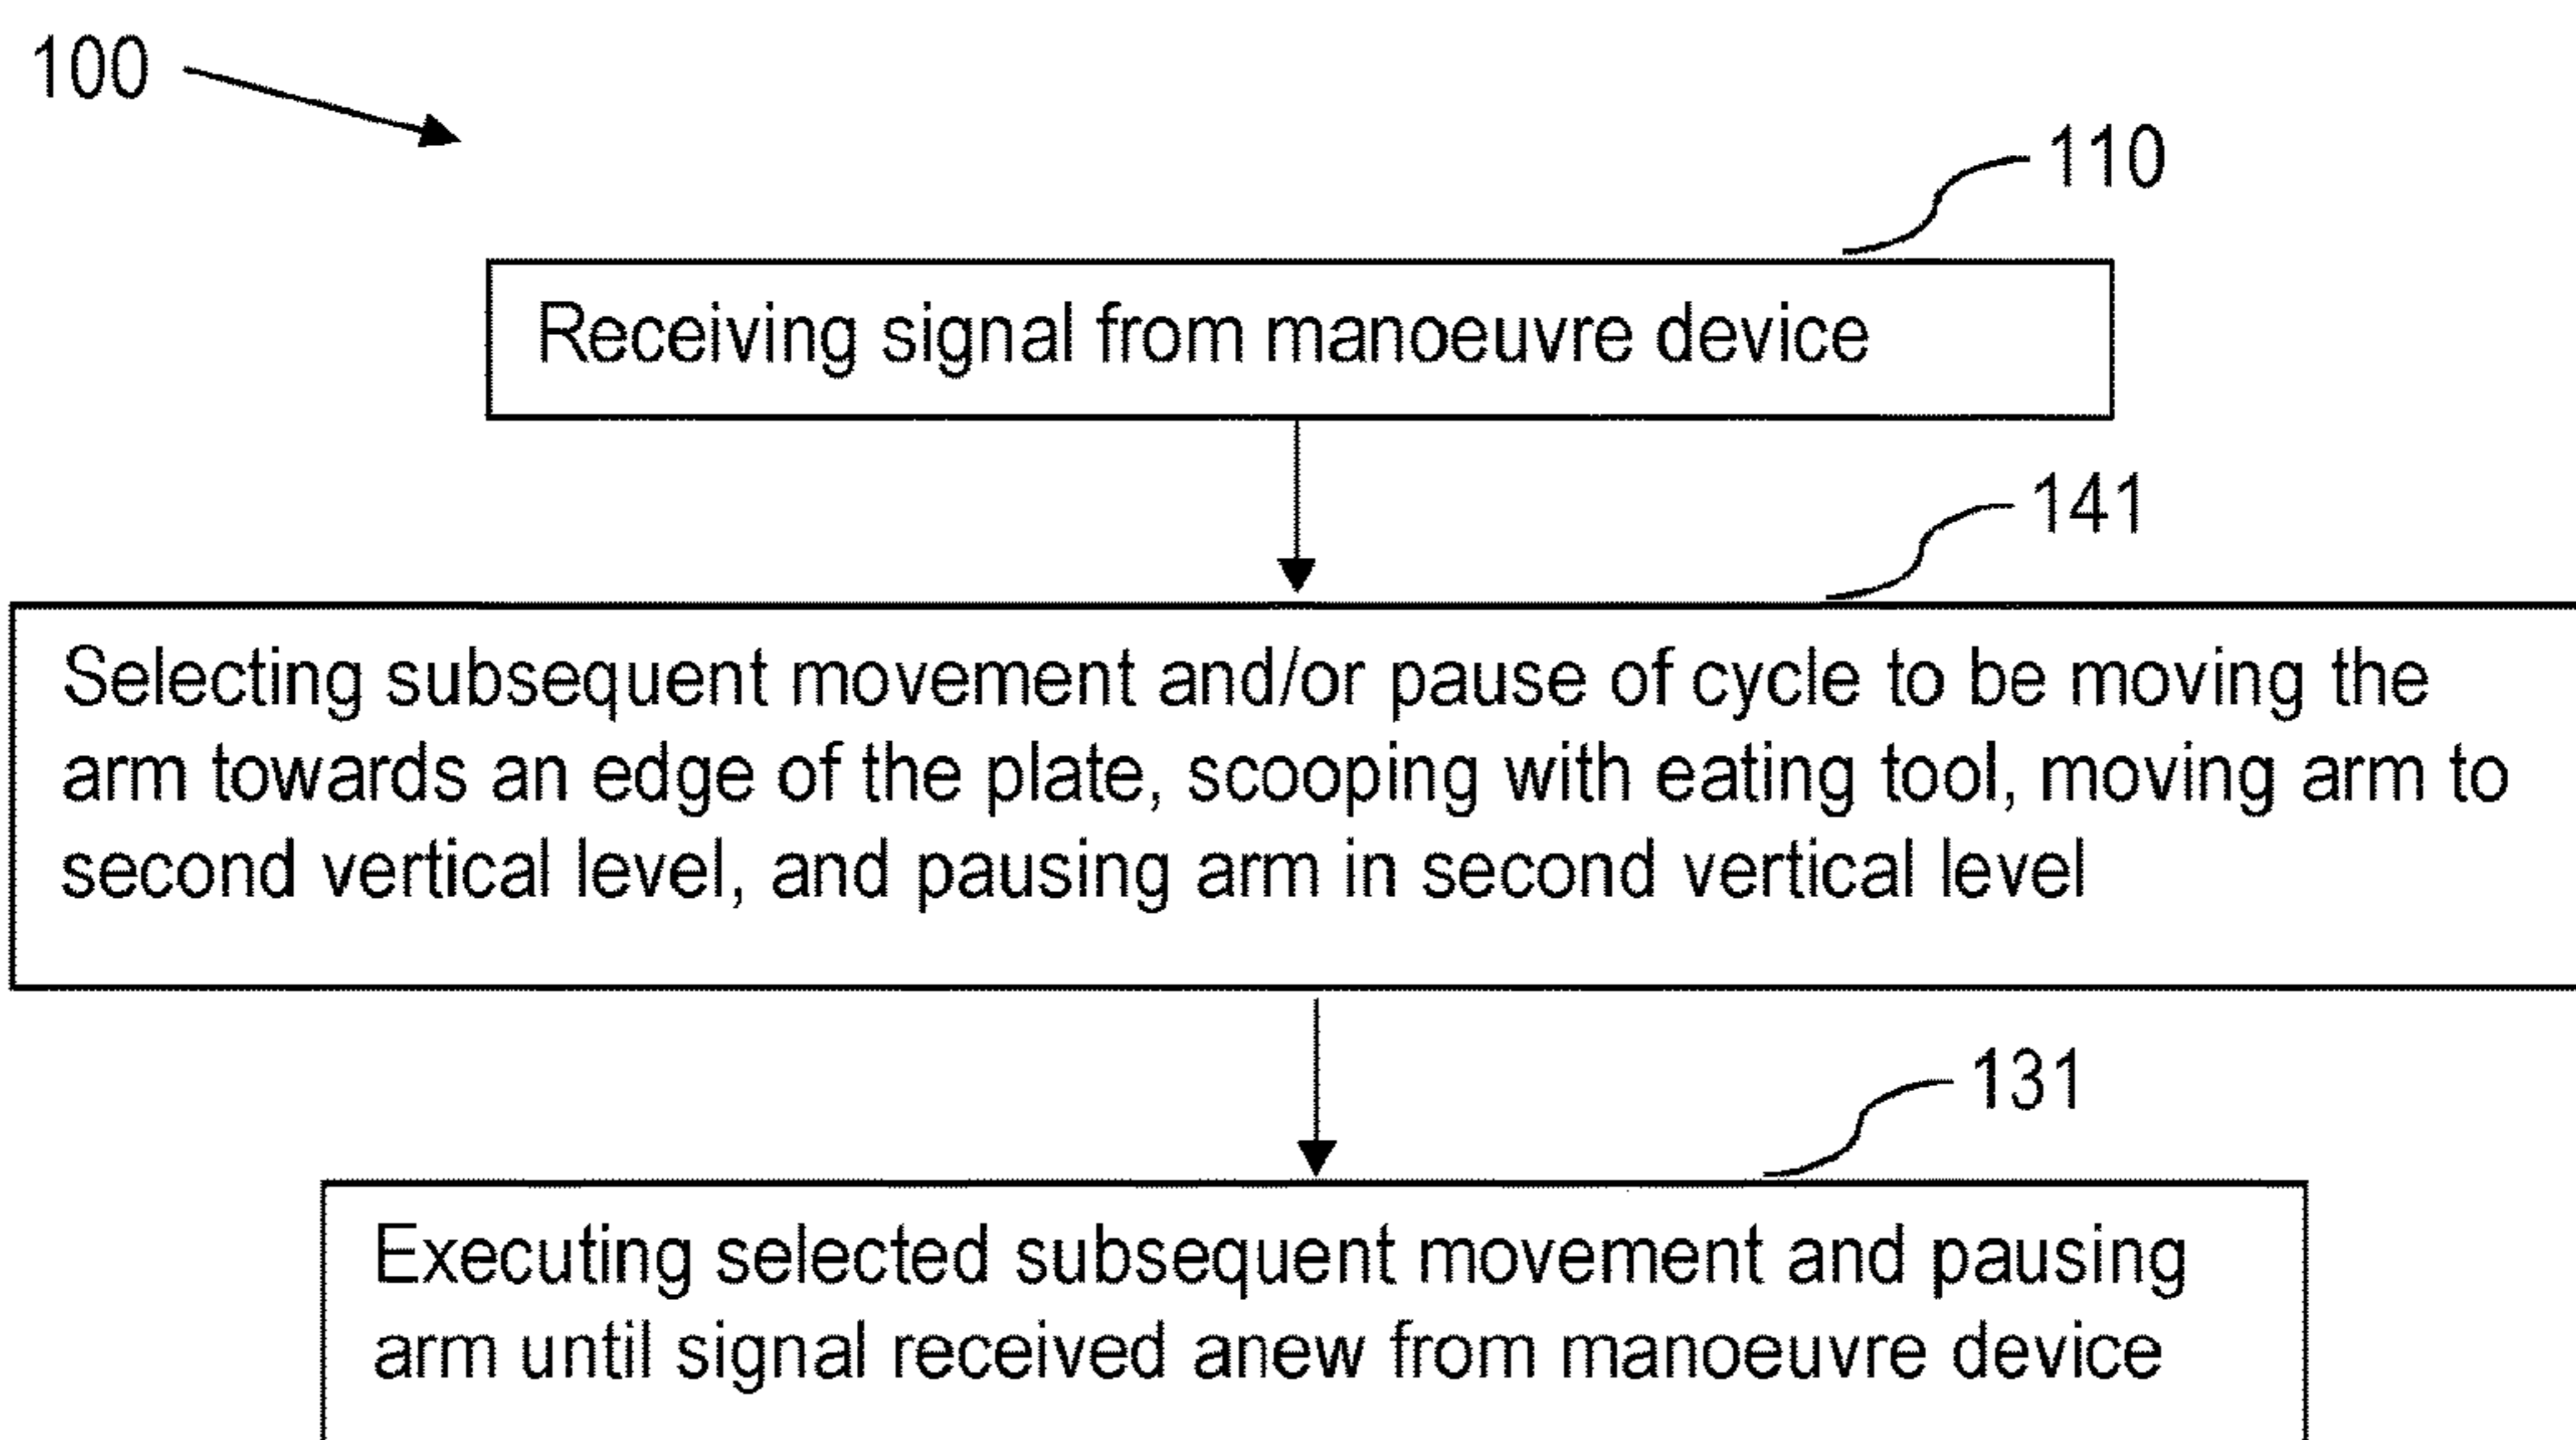 100
110
Receiving signal from manoeuvre device
141
Selecting subsequent movement and/or pause of cycle to be moving the
arm towards an edge of the plate, scooping with eating tool, moving arm to
second vertical level, and pausing arm in second vertical level
131
Executing selected subsequent movement and pausing
arm until signal received anew from manoeuvre device